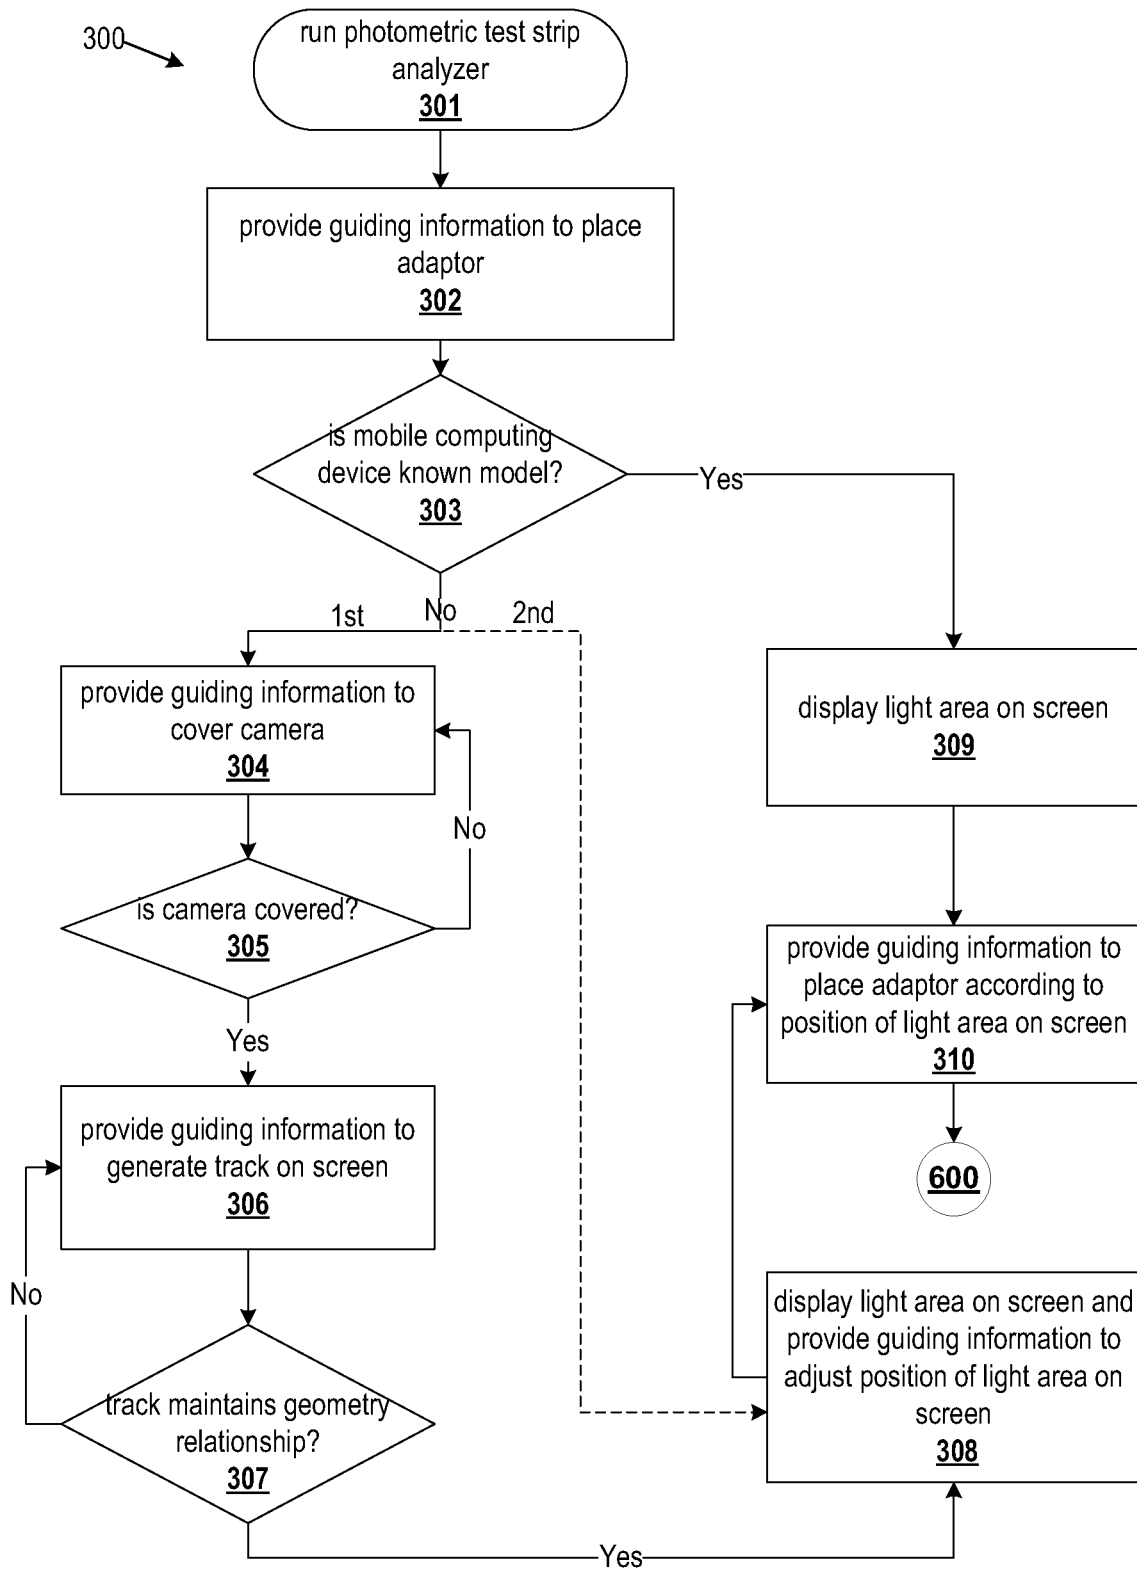 300
run photometric test strip
analyzer
301
provide guiding information to place
adaptor
302
is mobile computing
device known model?
303
Yes
No
1st
2nd
provide guiding information to
cover camera
304
display light area on screen
309
No
is camera covered?
305
Yes
provide guiding information to
place adaptor according to
position of light area on screen
310
provide guiding information to
generate track on screen
306
600
No
display light area on screen and
provide guiding information to
adjust position of light area on
screen
308
track maintains geometry
relationship?
307
Yes